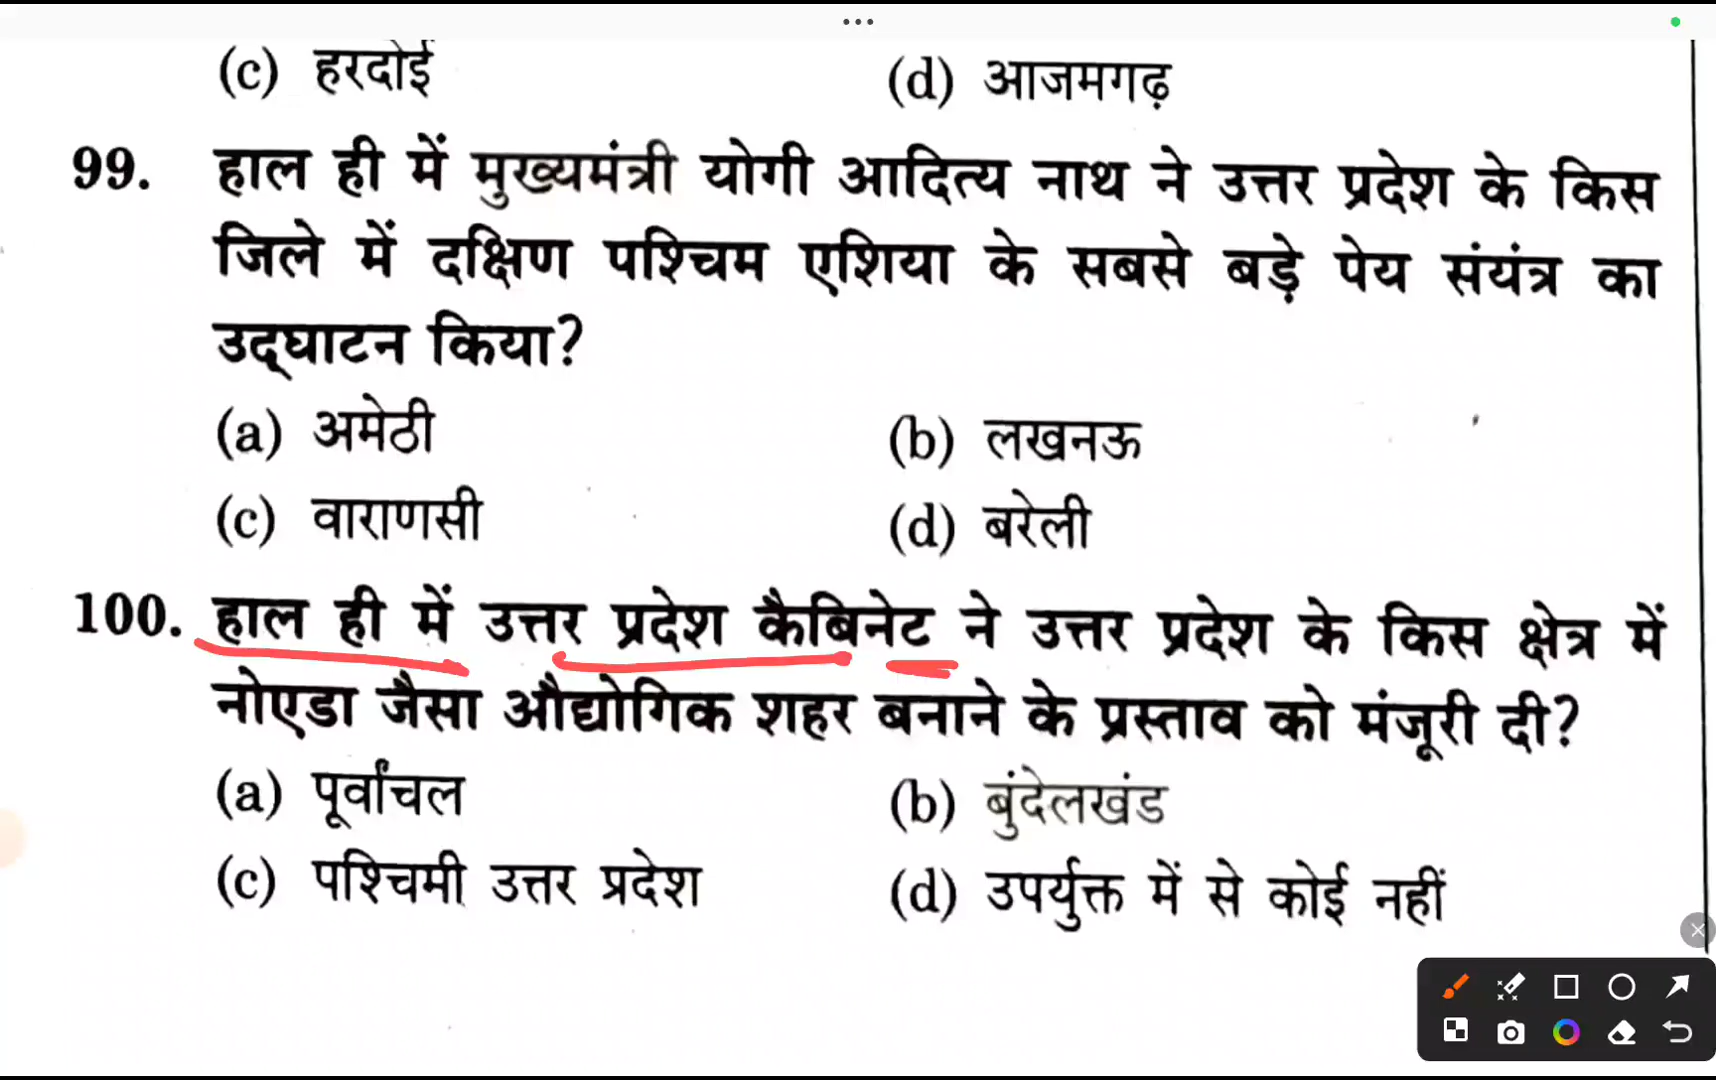 (c) हरदोई (d) आजमगढ़
99. हाल ही में मुख्यमंत्री योगी आदित्य नाथ ने उत्तर प्रदेश के किस
जिले में दक्षिण पश्चिम एशिया के सबसे बड़े पेय संयंत्र का
उद्घाटन किया?
(a) अमेठी (b) लखनऊ
(c) वाराणसी (d) बरेली
100. हाल ही में उत्तर प्रदेश कैबिनेट ने उत्तर प्रदेश के किस क्षेत्र में
नोएडा जैसा औद्योगिक शहर बनाने के प्रस्ताव को मंजूरी दी?
(a) पूर्वांचल (b) बुंदेलखंड
(c) पश्चिमी उत्तर प्रदेश (d) उपर्युक्त में से कोई नहीं